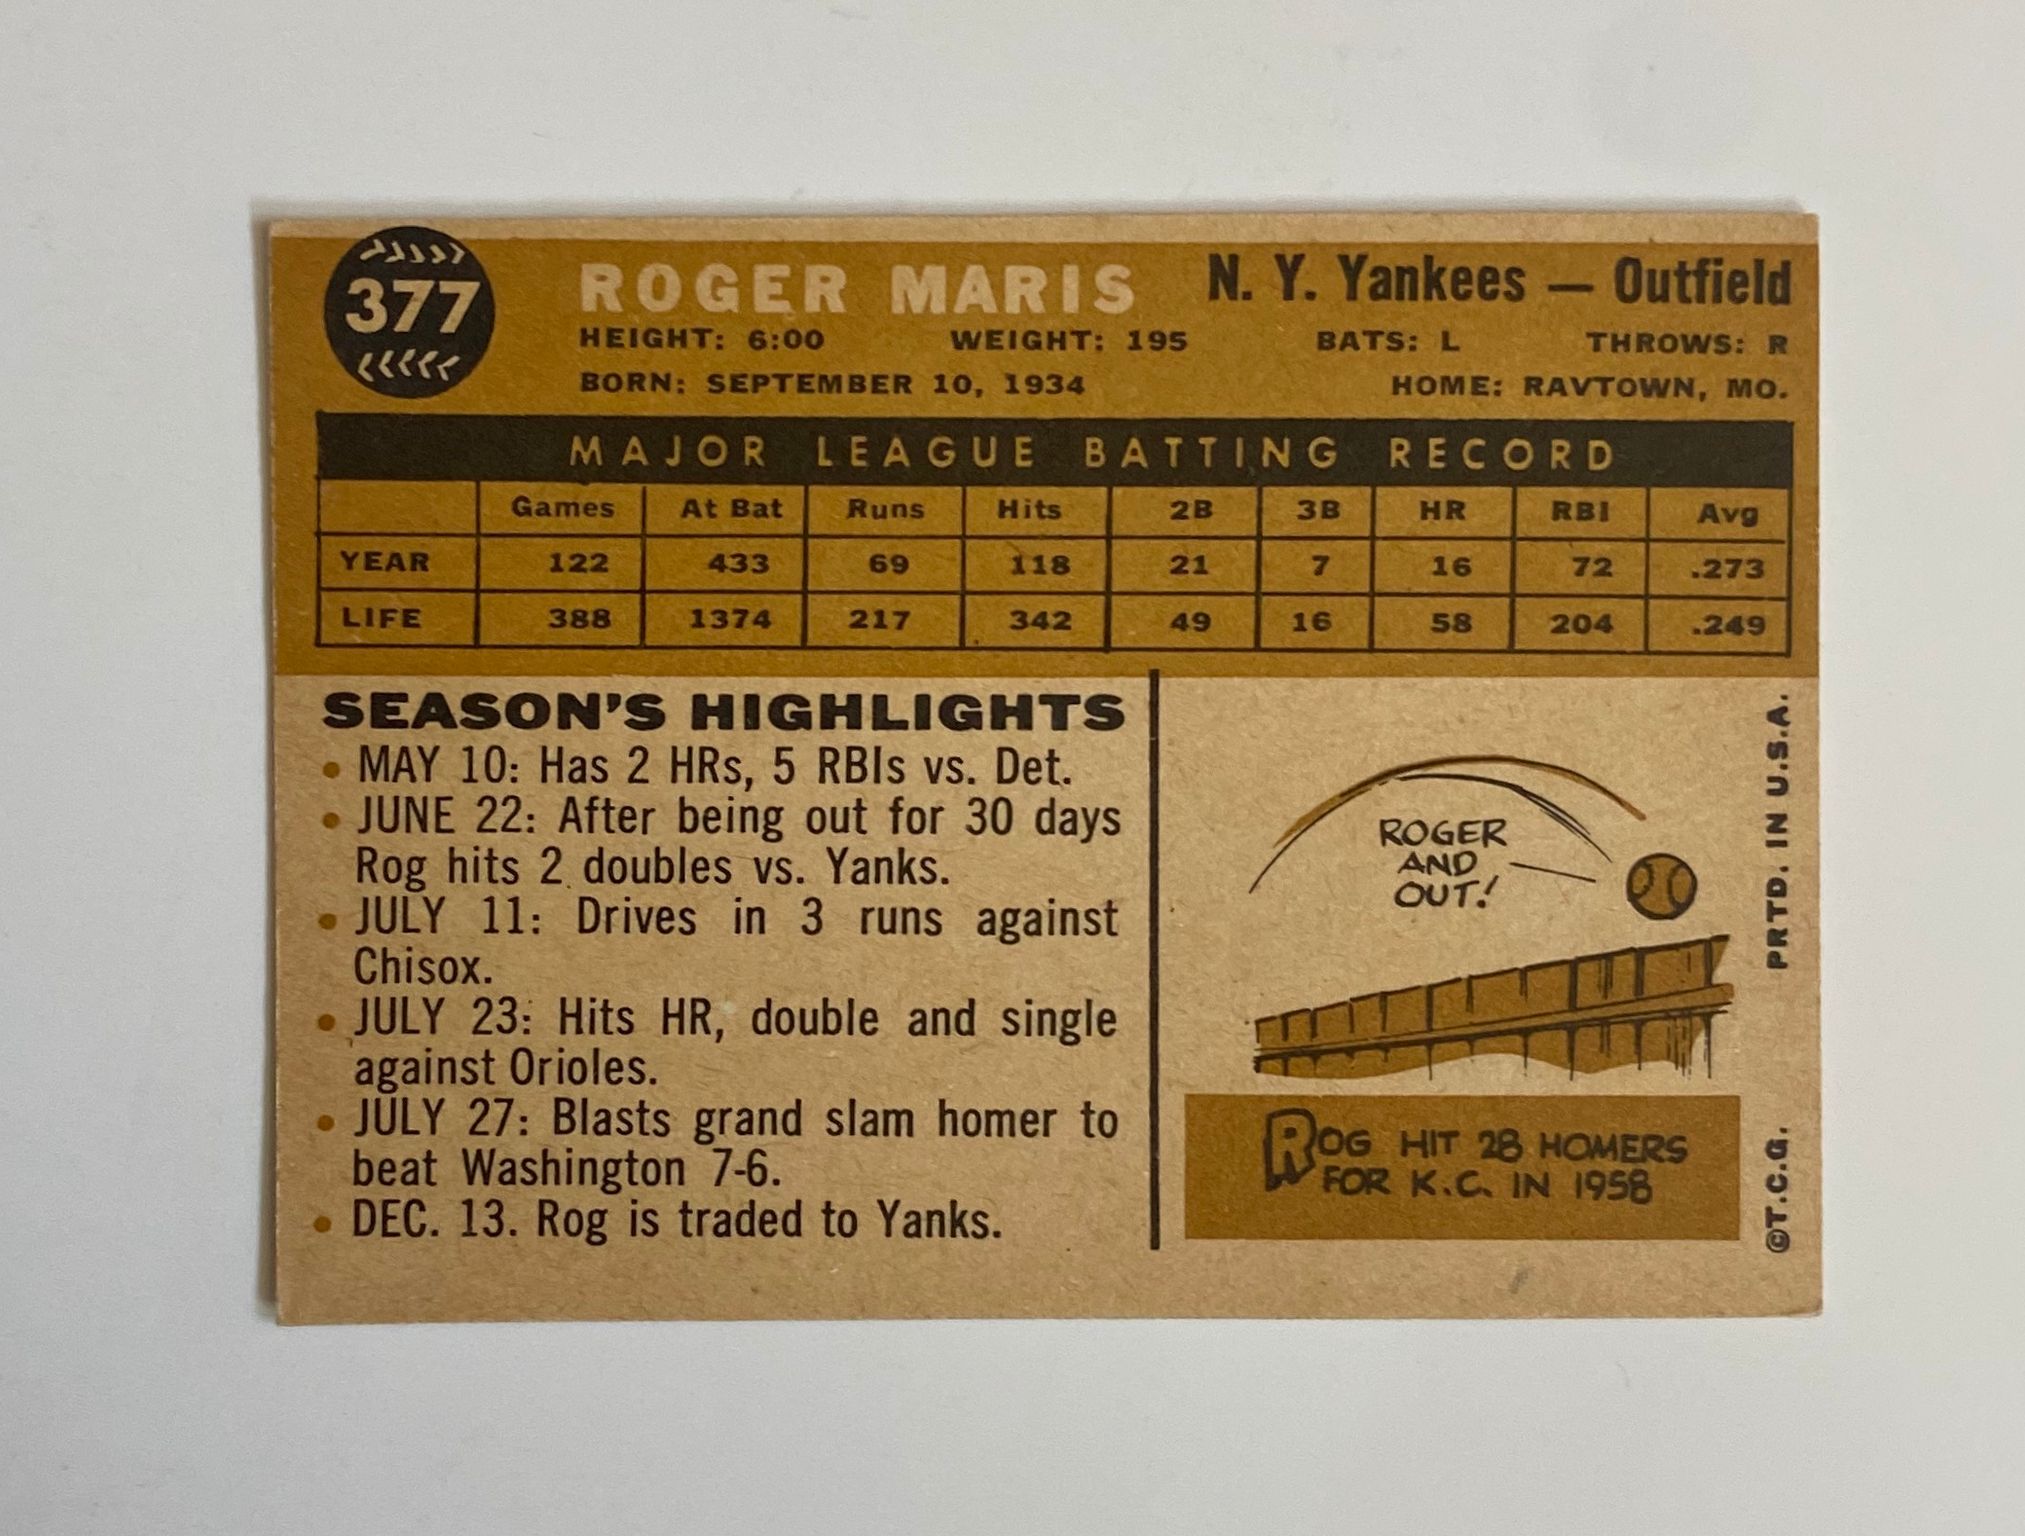 377
ROGER MARIS
N. Y. Yankees — Outfield
HEIGHT: 6:00 WEIGHT: 195 BATS: L THROWS: R
BORN: SEPTEMBER 10, 1934 HOME: RAVTOWN, MO.
MAJOR LEAGUE BATTING RECORD
Games At Bat Runs Hits 2B 3B HR RBI Avg
YEAR 122 433 69 118 21 7 16 72 .273
LIFE 388 1374 217 342 49 16 58 204 .249
SEASON'S HIGHLIGHTS
• MAY 10: Has 2 HRs, 5 RBIs vs. Det.
• JUNE 22: After being out for 30 days
Rog hits 2 doubles vs. Yanks.
• JULY 11: Drives in 3 runs against
Chisox.
• JULY 23: Hits HR, double and single
against Orioles.
• JULY 27: Blasts grand slam homer to
beat Washington 7-6.
• DEC. 13. Rog is traded to Yanks.
ROGER
AND
OUT!
ROG HIT 28 HOMERS
FOR K.C. IN 1958
©T.C.G. PRTD. IN U.S.A.